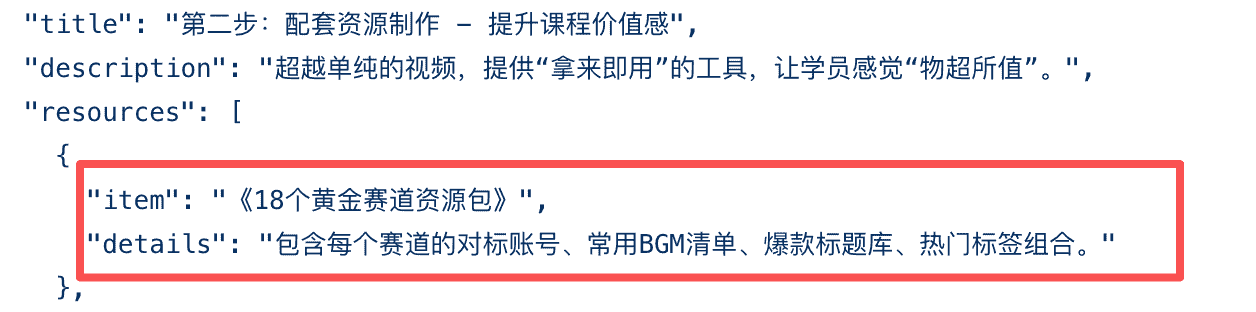 "title": "第二步：配套资源制作 – 提升课程价值感",
"description": "超越单纯的视频，提供“拿来即用”的工具，让学员感觉“物超所值”。",
"resources": [
{
"item": "《18个黄金赛道资源包》",
"details": "包含每个赛道的对标账号、常用BGM清单、爆款标题库、热门标签组合。"
},